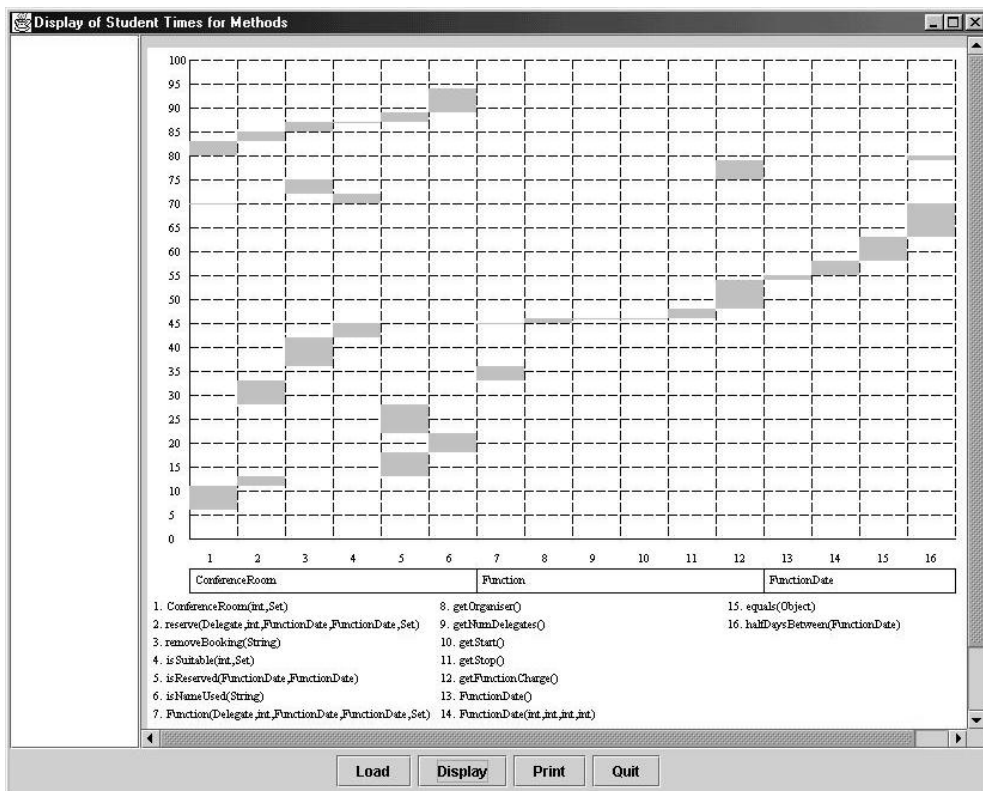 Display of Student Times for Methods
100
95
90
85
80
75
70
65
60
55
50
45
40
35
30
25
20
15
10
5
0
1 2 3 4 5 6 7 8 9 10 11 12 13 14 15 16
ConferenceRoom Function FunctionDate
1. ConferenceRoom(int,Set)
2. reserve(Delegate,int,FunctionDate,FunctionDate,Set)
3. removeBooking(String)
4. isSuitable(int,Set)
5. isReserved(FunctionDate,FunctionDate)
6. isNameUsed(String)
7. Function(Delegate,int,FunctionDate,FunctionDate,Set)
8. getOrganiser()
9. getNumDelegates()
10. getStart()
11. getStop()
12. getFunctionCharge()
13. FunctionDate()
14. FunctionDate(int,int,int,int)
15. equals(Object)
16. halfDaysBetween(FunctionDate)
Load Display Print Quit